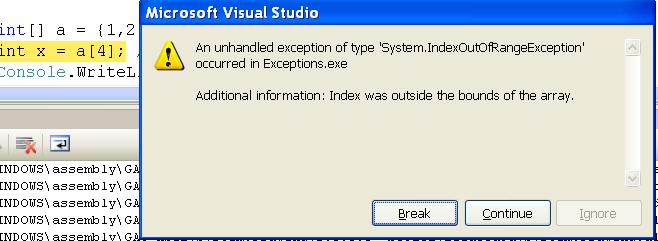 Microsoft Visual Studio
int[] a = {1,2
int x = a[4];
Console.WriteL
An unhandled exception of type 'System.IndexOutOfRangeException'
occurred in Exceptions.exe
Additional information: Index was outside the bounds of the array.
Break Continue Ignore
INDOWS\assembly\GA
INDOWS\assembly\GA
INDOWS\assembly\GA
INDOWS\assembly\GA
INDOWS\assembly\GA